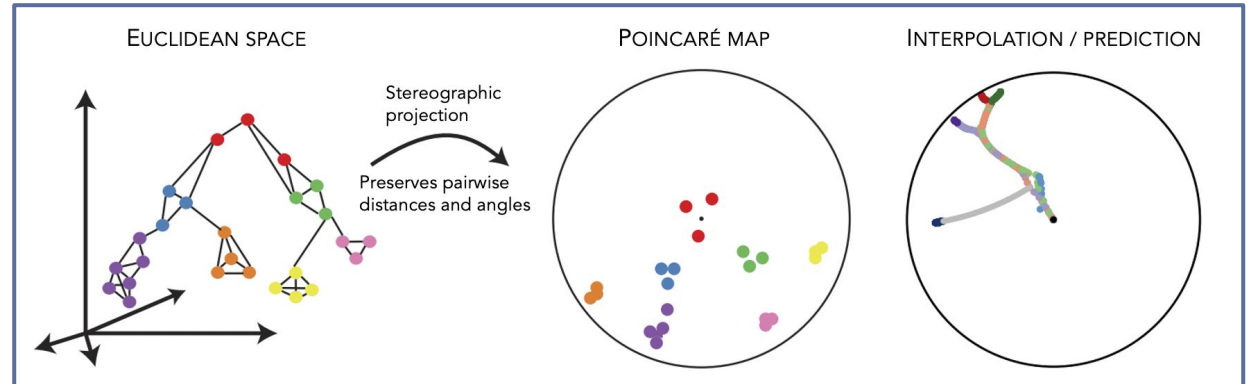 EUCLIDEAN SPACE
Stereographic
projection
Preserves pairwise
distances and angles
POINCARÉ MAP
INTERPOLATION / PREDICTION